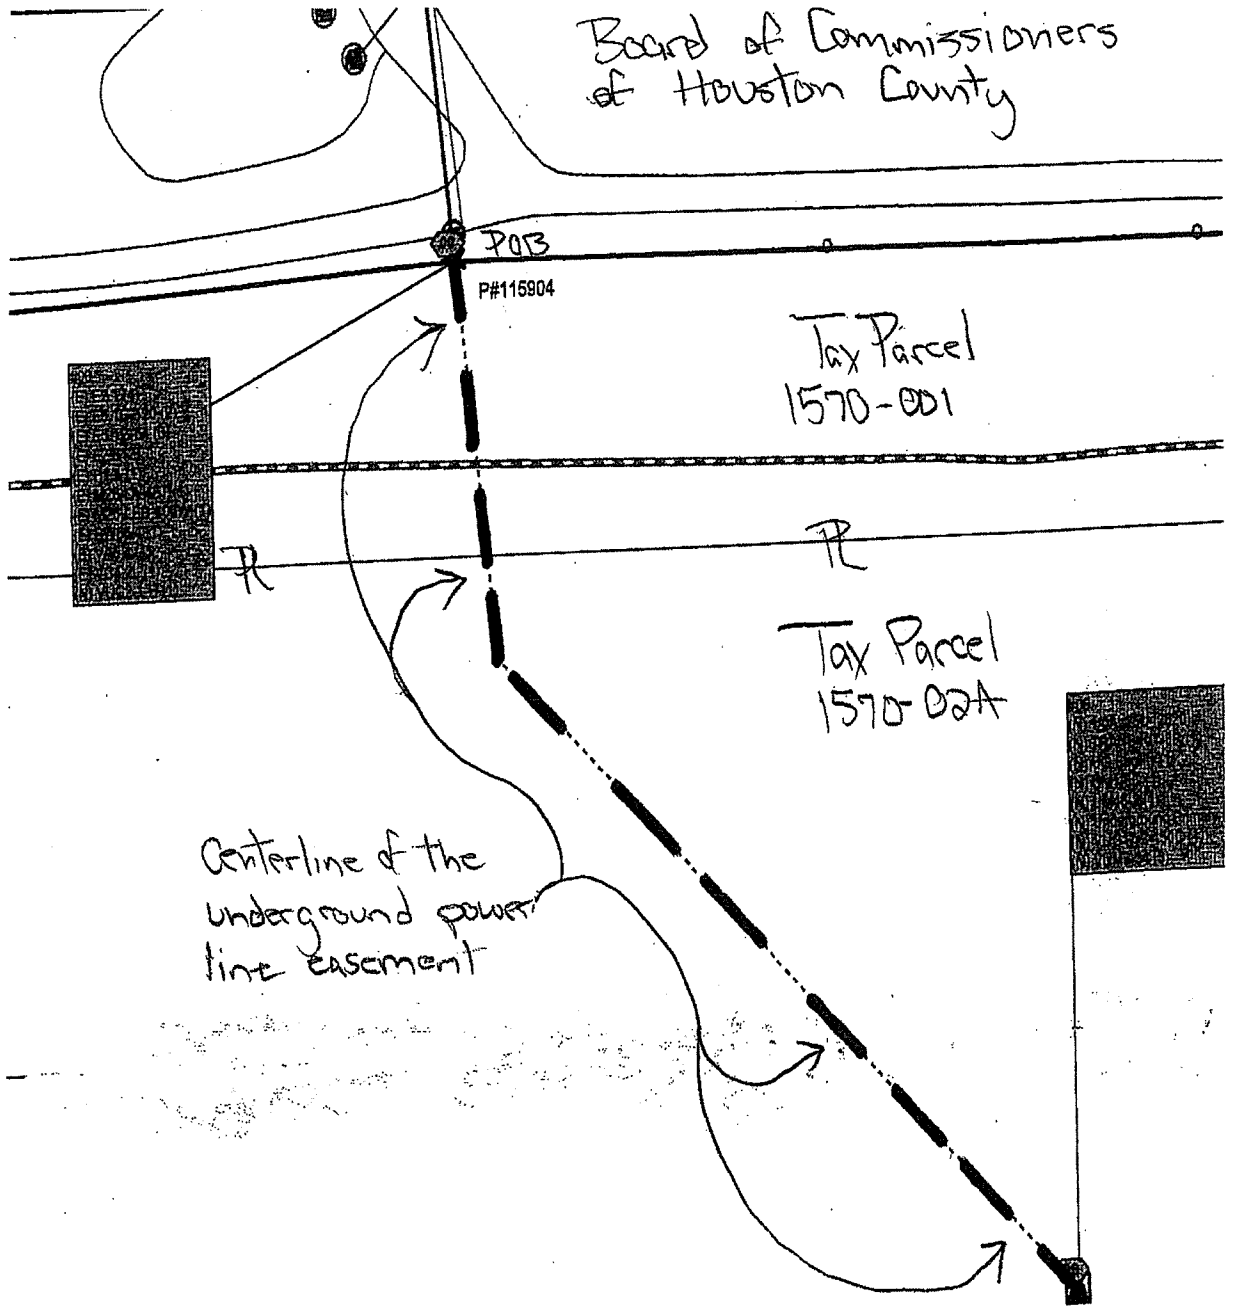 Board of Commissioners
of Houston County
POB
P#115904
Tax Parcel
1570-001
PL
PL
Tax Parcel
1570-02A
Centerline of the
underground power
line easement